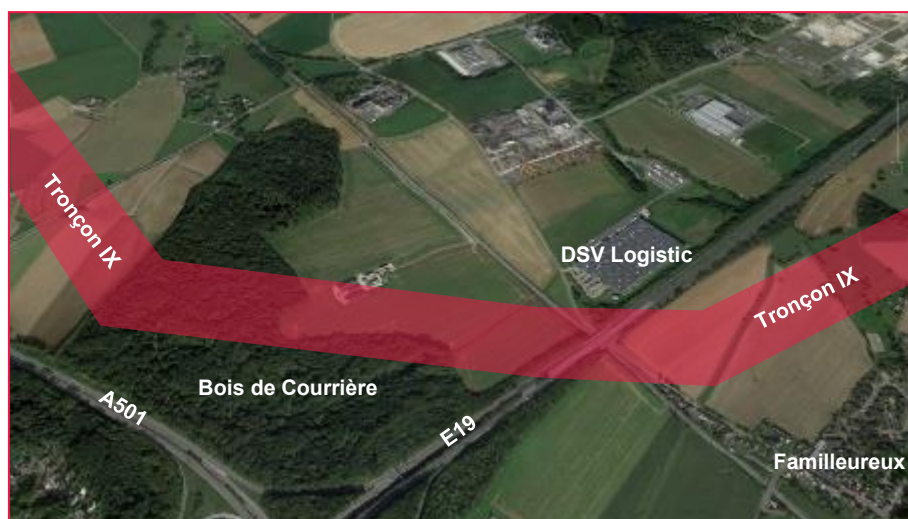 Tronçon IX
DSV Logistic
Tronçon IX
Bois de Courrière
A501
E19
Familleureux